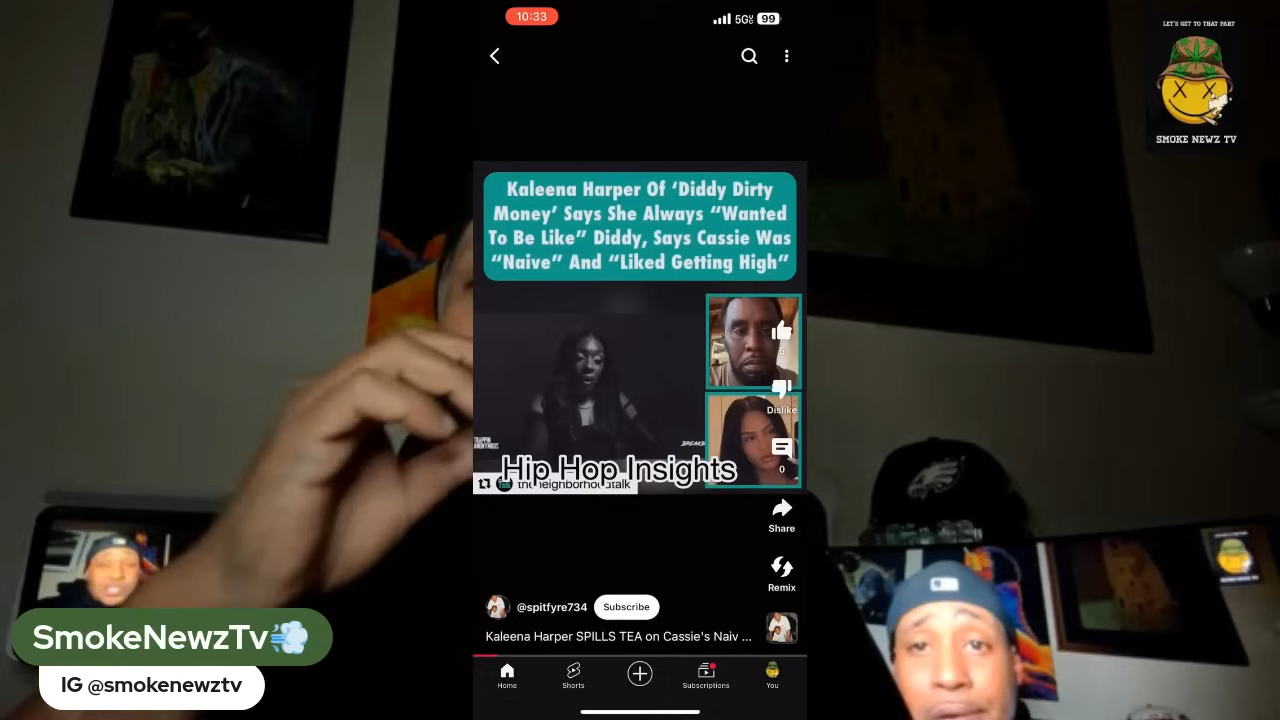 10:33
5G
99
LET'S GET TO THAT PART
SMOKE NEWZ TV
Kaleena Harper Of ‘Diddy Dirty
Money’ Says She Always “Wanted
To Be Like” Diddy, Says Cassie Was
“Naive” And “Liked Getting High”
TRAPPIN
ANONYMOUS
Hip Hop Insights
3
Dislike
0
Share
Remix
@spitfyre734
Subscribe
Kaleena Harper SPILLS TEA on Cassie's Naiv ...
Home
Shorts
Subscriptions
You
SmokeNewzTv💨
IG @smokenewztv